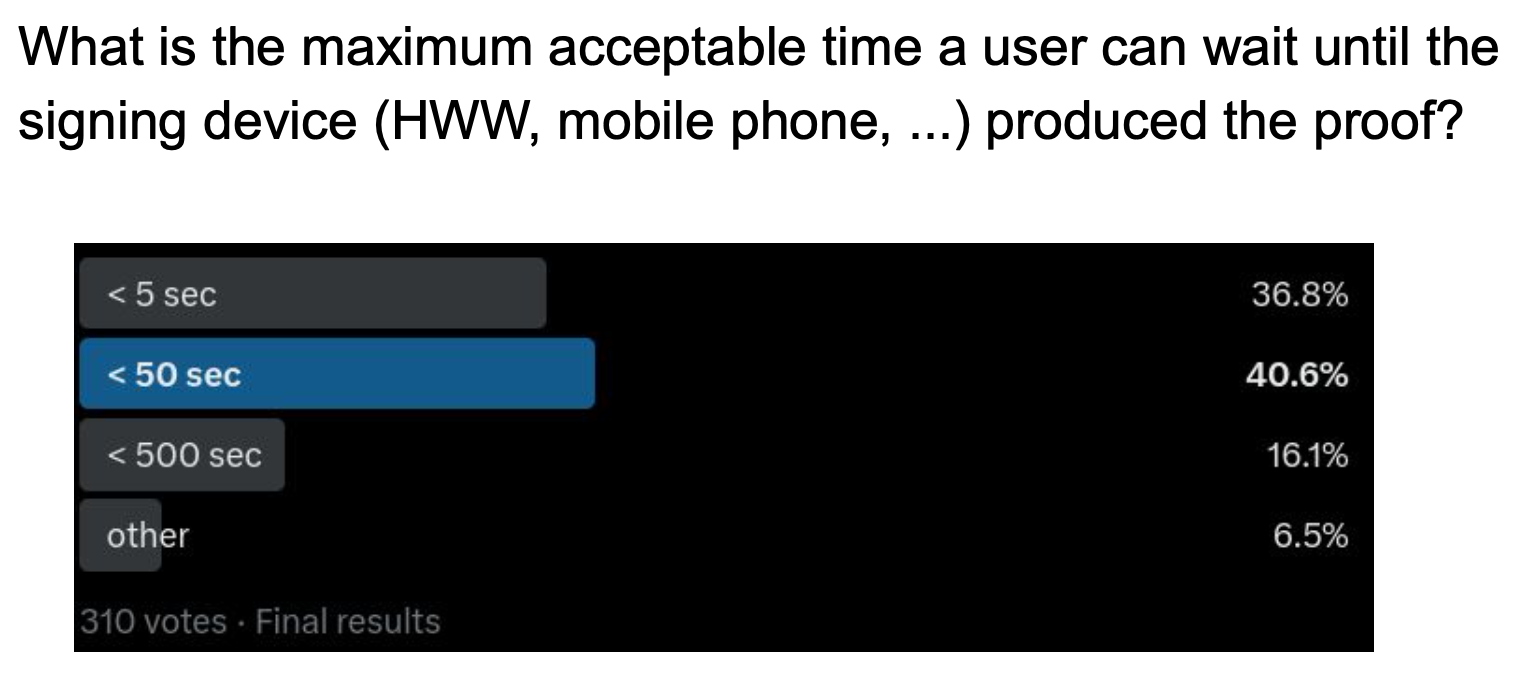 What is the maximum acceptable time a user can wait until the
signing device (HWW, mobile phone, ...) produced the proof?
< 5 sec 36.8%
< 50 sec 40.6%
< 500 sec 16.1%
other 6.5%
310 votes · Final results